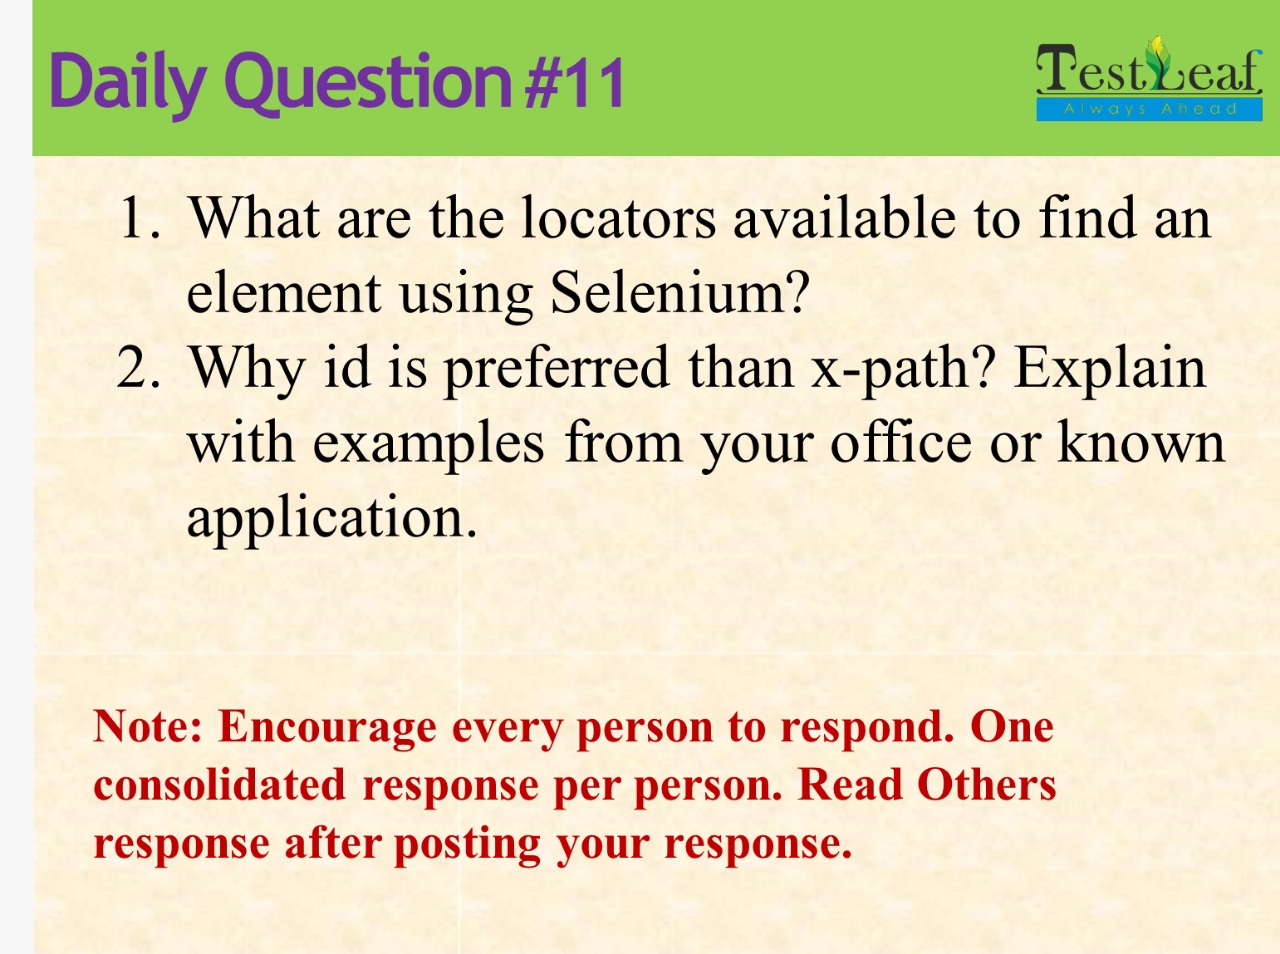 Daily Question #11
TestLeaf
Always Ahead
1. What are the locators available to find an
element using Selenium?
2. Why id is preferred than x-path? Explain
with examples from your office or known
application.
Note: Encourage every person to respond. One
consolidated response per person. Read Others
response after posting your response.